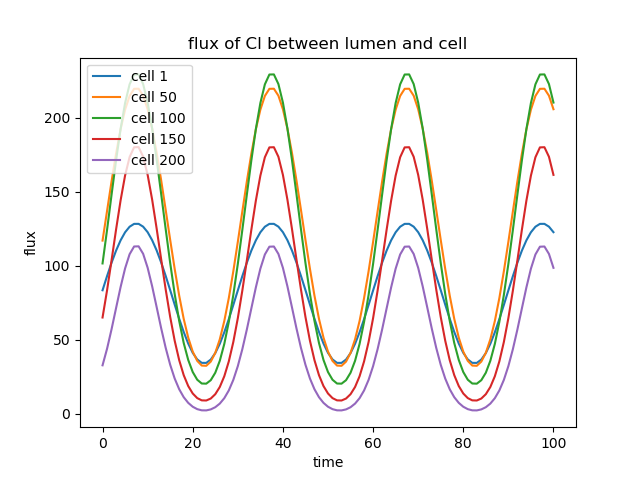 flux of Cl between lumen and cell
cell 1
cell 50
cell 100
cell 150
cell 200
200
150
100
50
0
flux
0
20
40
60
80
100
time